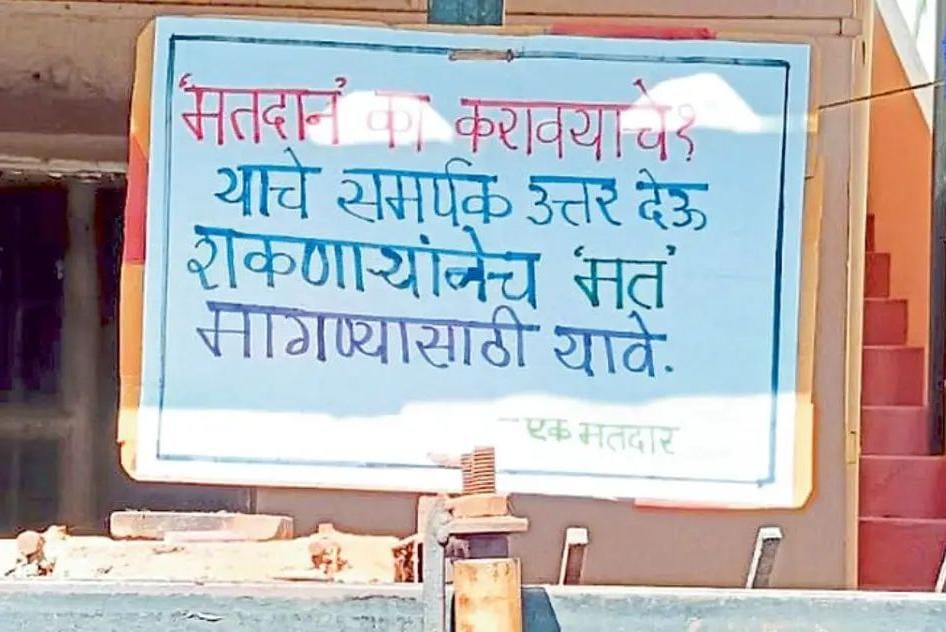 'मतदान' का करावयाचे?
याचे समर्पक उत्तर देऊ
शकणाऱ्यांनेच 'मत'
मागण्यासाठी यावे.
- एक मतदार